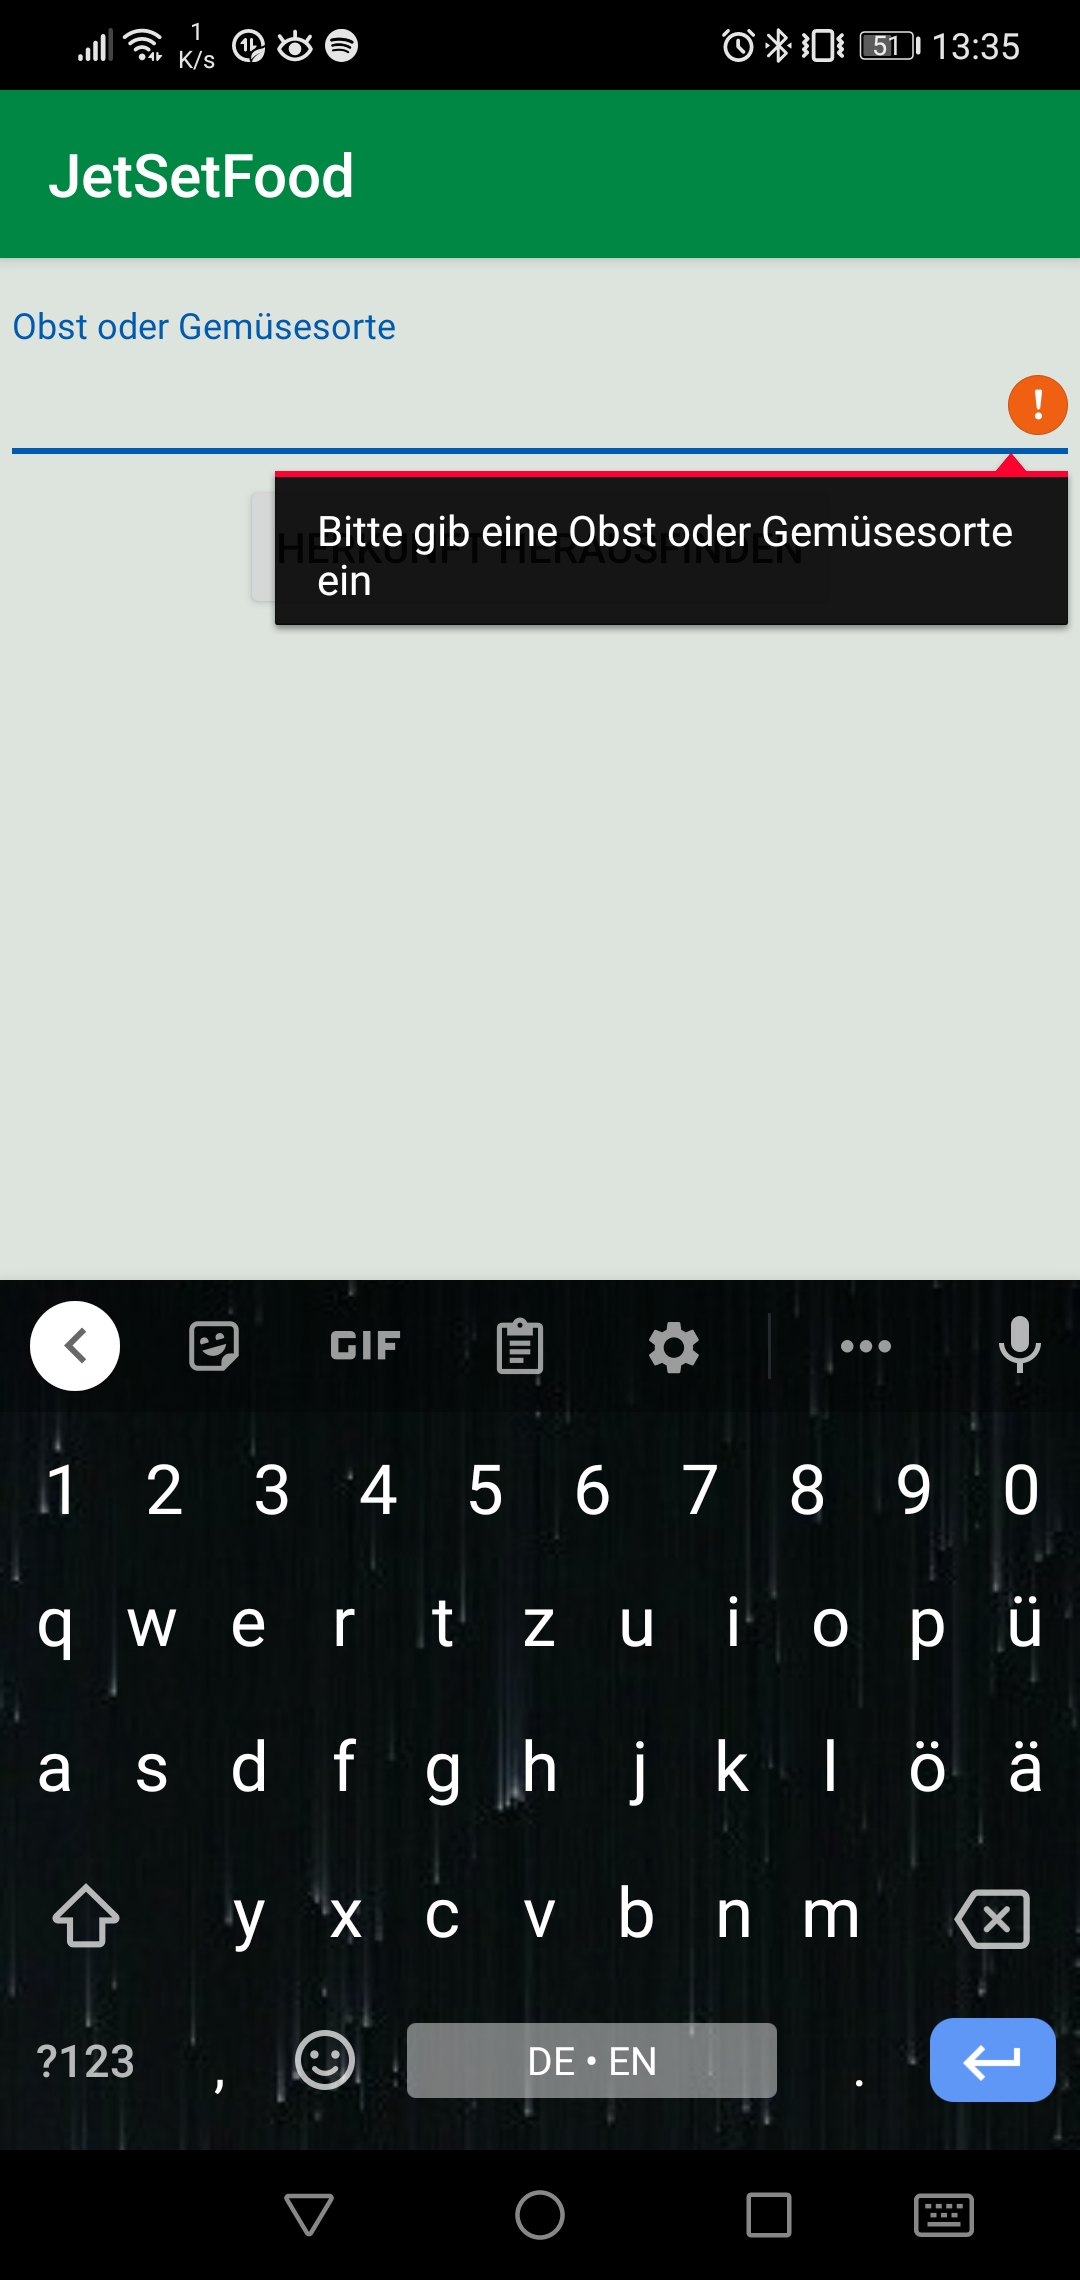 1
K/s
51
13:35
JetSetFood
Obst oder Gemüsesorte
!
Bitte gib eine Obst oder Gemüsesorte
ein
HERKUNFT HERAUSFINDEN
GIF
1 2 3 4 5 6 7 8 9 0
q w e r t z u i o p ü
a s d f g h j k l ö ä
y x c v b n m
?123 , DE • EN .